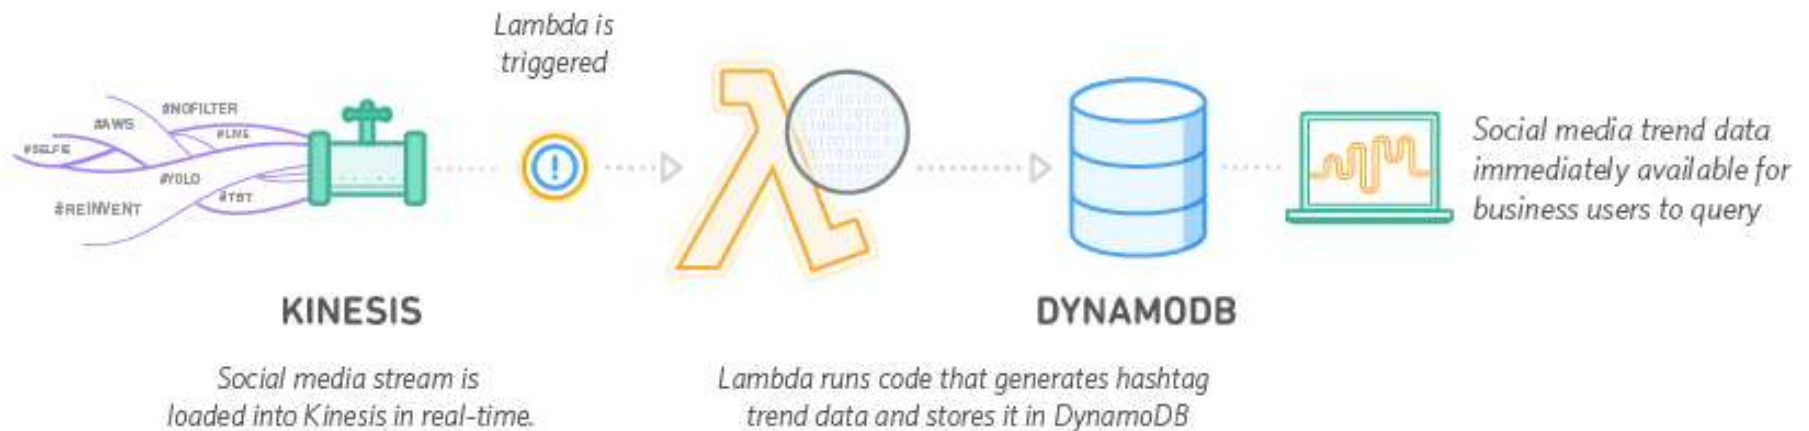 Lambda is
triggered
#NOFILTER
#AWS
#LIVE
#SELFIE
#YOLO
#TBT
#REINVENT
Social media trend data
immediately available for
business users to query
KINESIS
DYNAMODB
Social media stream is
loaded into Kinesis in real-time.
Lambda runs code that generates hashtag
trend data and stores it in DynamoDB